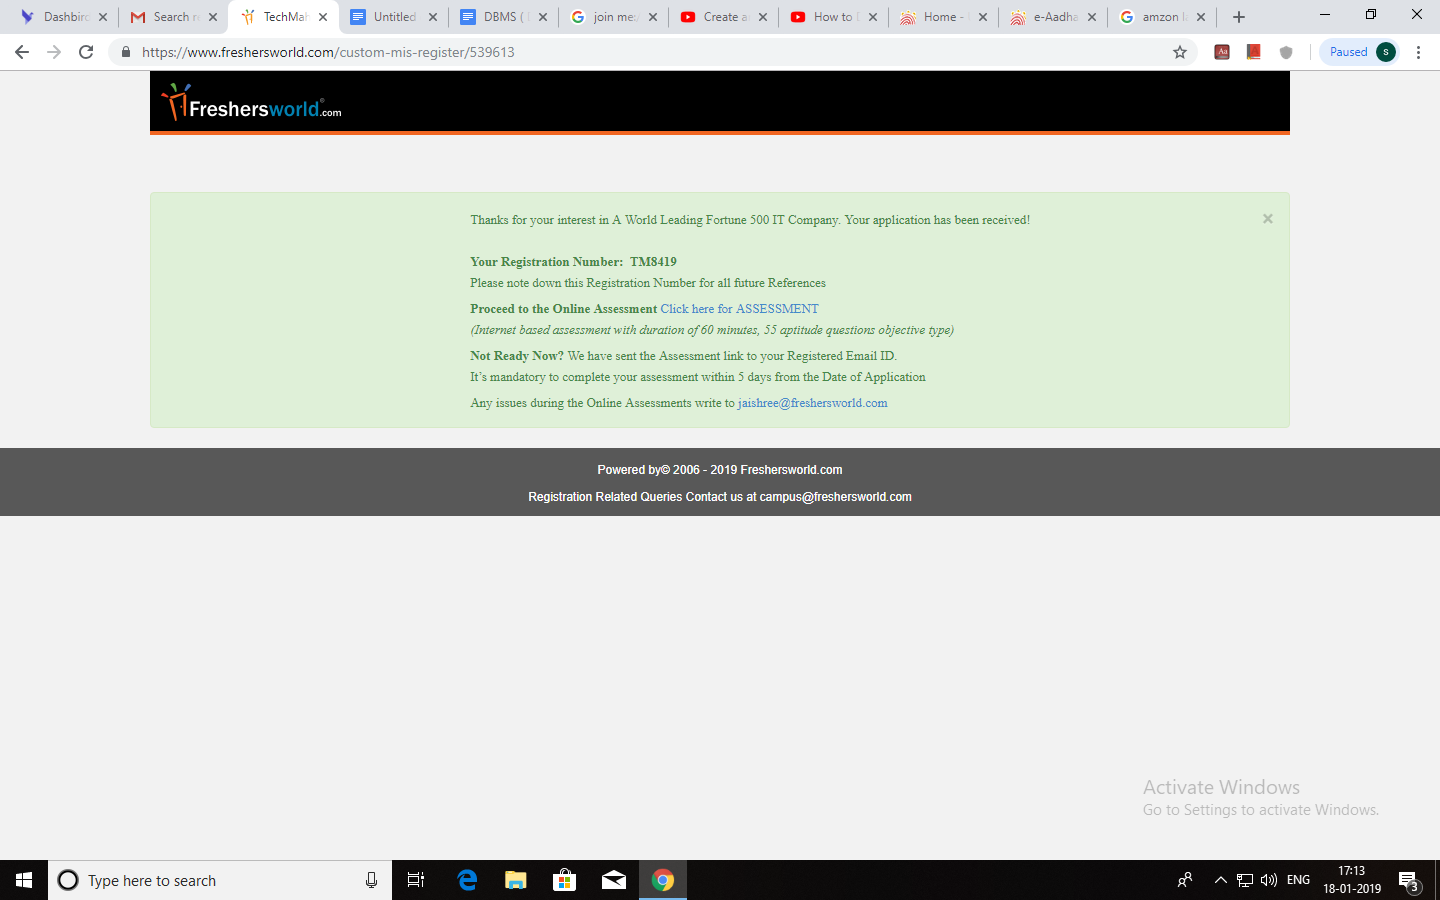 Dashbird
Search r
TechMah
Untitled
DBMS (
join me
Create a
How to
Home -
e-Aadha
amzon l
https://www.freshersworld.com/custom-mis-register/539613
Paused
s
Freshersworld.com
Thanks for your interest in A World Leading Fortune 500 IT Company. Your application has been received!
×
Your Registration Number: TM8419
Please note down this Registration Number for all future References
Proceed to the Online Assessment Click here for ASSESSMENT
(Internet based assessment with duration of 60 minutes, 55 aptitude questions objective type)
Not Ready Now? We have sent the Assessment link to your Registered Email ID.
It’s mandatory to complete your assessment within 5 days from the Date of Application
Any issues during the Online Assessments write to jaishree@freshersworld.com
Powered by© 2006 - 2019 Freshersworld.com
Registration Related Queries Contact us at campus@freshersworld.com
Activate Windows
Go to Settings to activate Windows.
Type here to search
ENG
17:13
18-01-2019
3